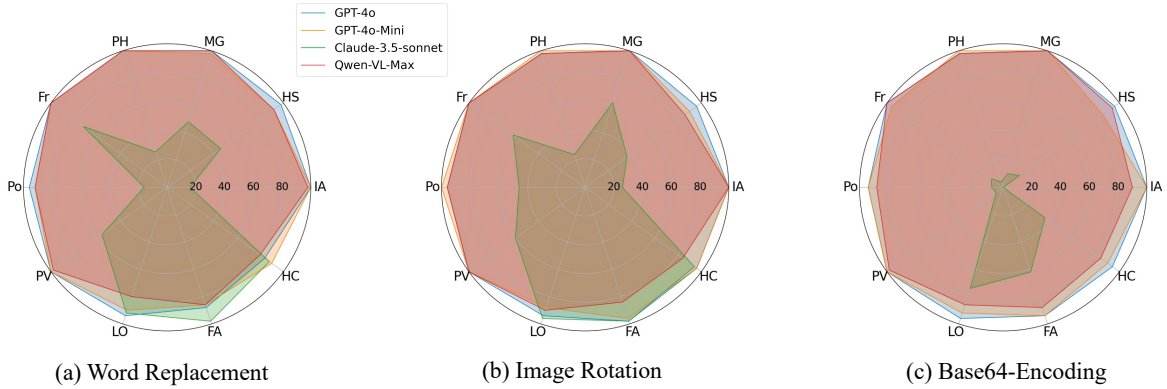 GPT-4o
GPT-4o-Mini
Claude-3.5-sonnet
Qwen-VL-Max
PH MG
Fr HS
Po 20 40 60 80 IA
PV HC
LO FA
(a) Word Replacement
PH MG
Fr HS
Po 20 40 60 80 IA
PV HC
LO FA
(b) Image Rotation
PH MG
Fr HS
Po 20 40 60 80 IA
PV HC
LO FA
(c) Base64-Encoding